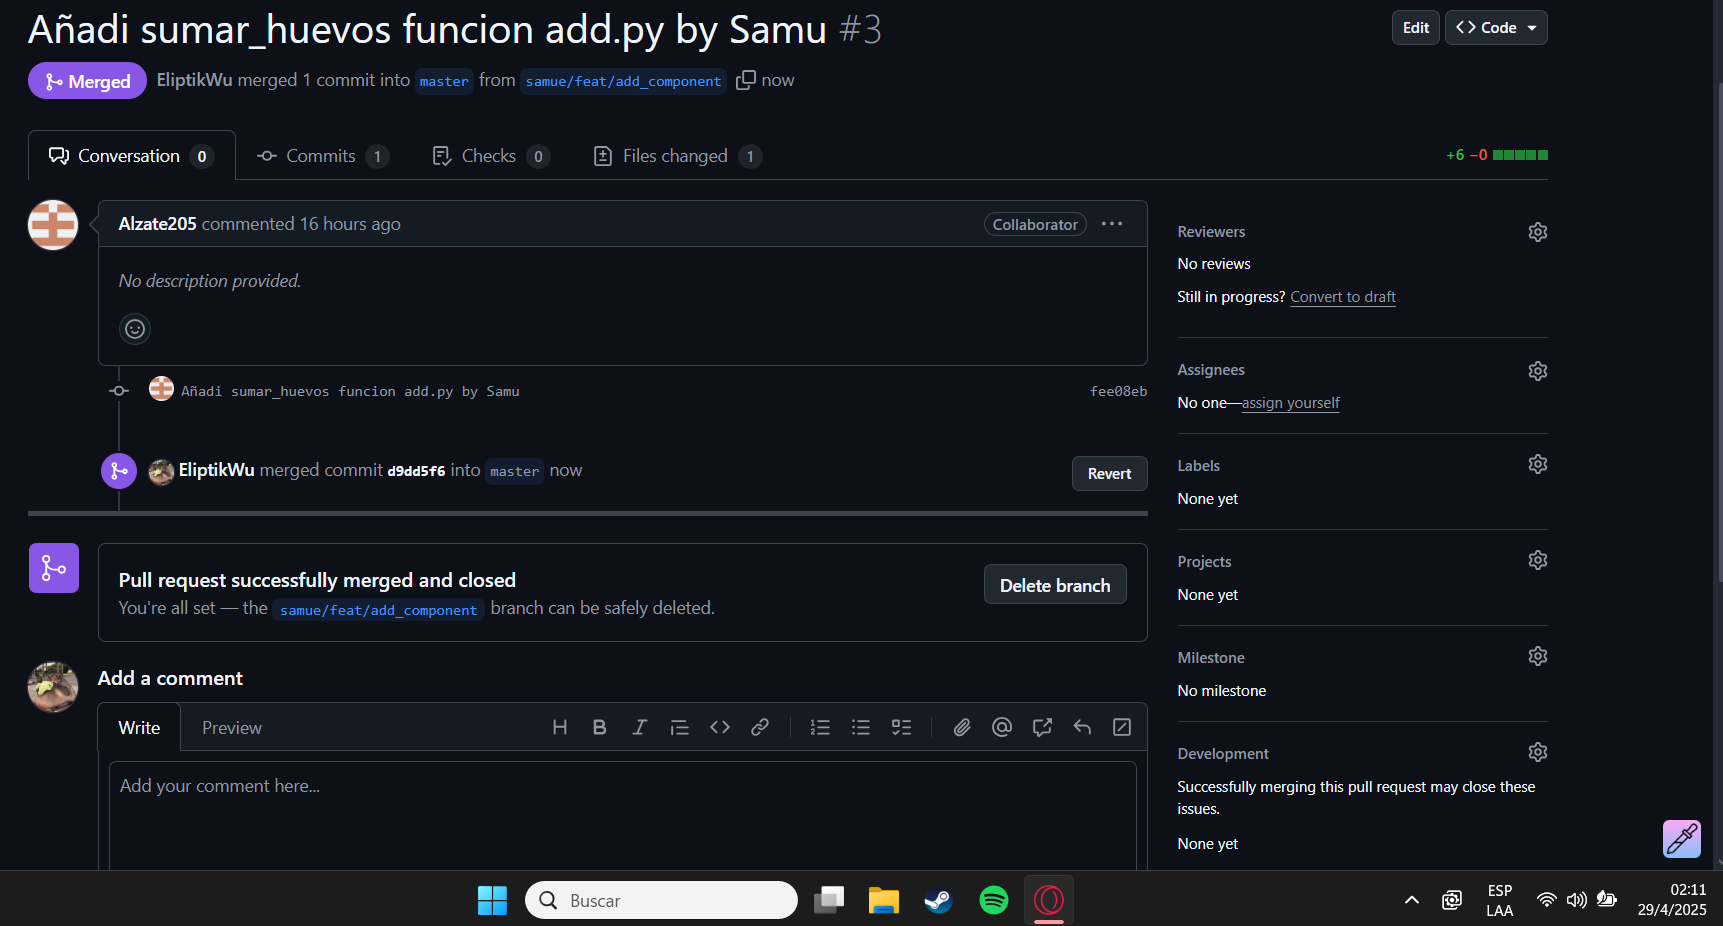 Añadi sumar_huevos funcion add.py by Samu #3
Edit
Code
Merged
EliptikWu merged 1 commit into master from samue/feat/add_component now
Conversation 0
Commits 1
Checks 0
Files changed 1
+6 −0
Alzate205 commented 16 hours ago
Collaborator
No description provided.
Añadi sumar_huevos funcion add.py by Samu
fee08eb
EliptikWu merged commit d9dd5f6 into master now
Revert
Pull request successfully merged and closed
You're all set — the samue/feat/add_component branch can be safely deleted.
Delete branch
Add a comment
Write
Preview
Add your comment here...
Reviewers
No reviews
Still in progress? Convert to draft
Assignees
No one—assign yourself
Labels
None yet
Projects
None yet
Milestone
No milestone
Development
Successfully merging this pull request may close these
issues.
None yet
Buscar
ESP
LAA
02:11
29/4/2025